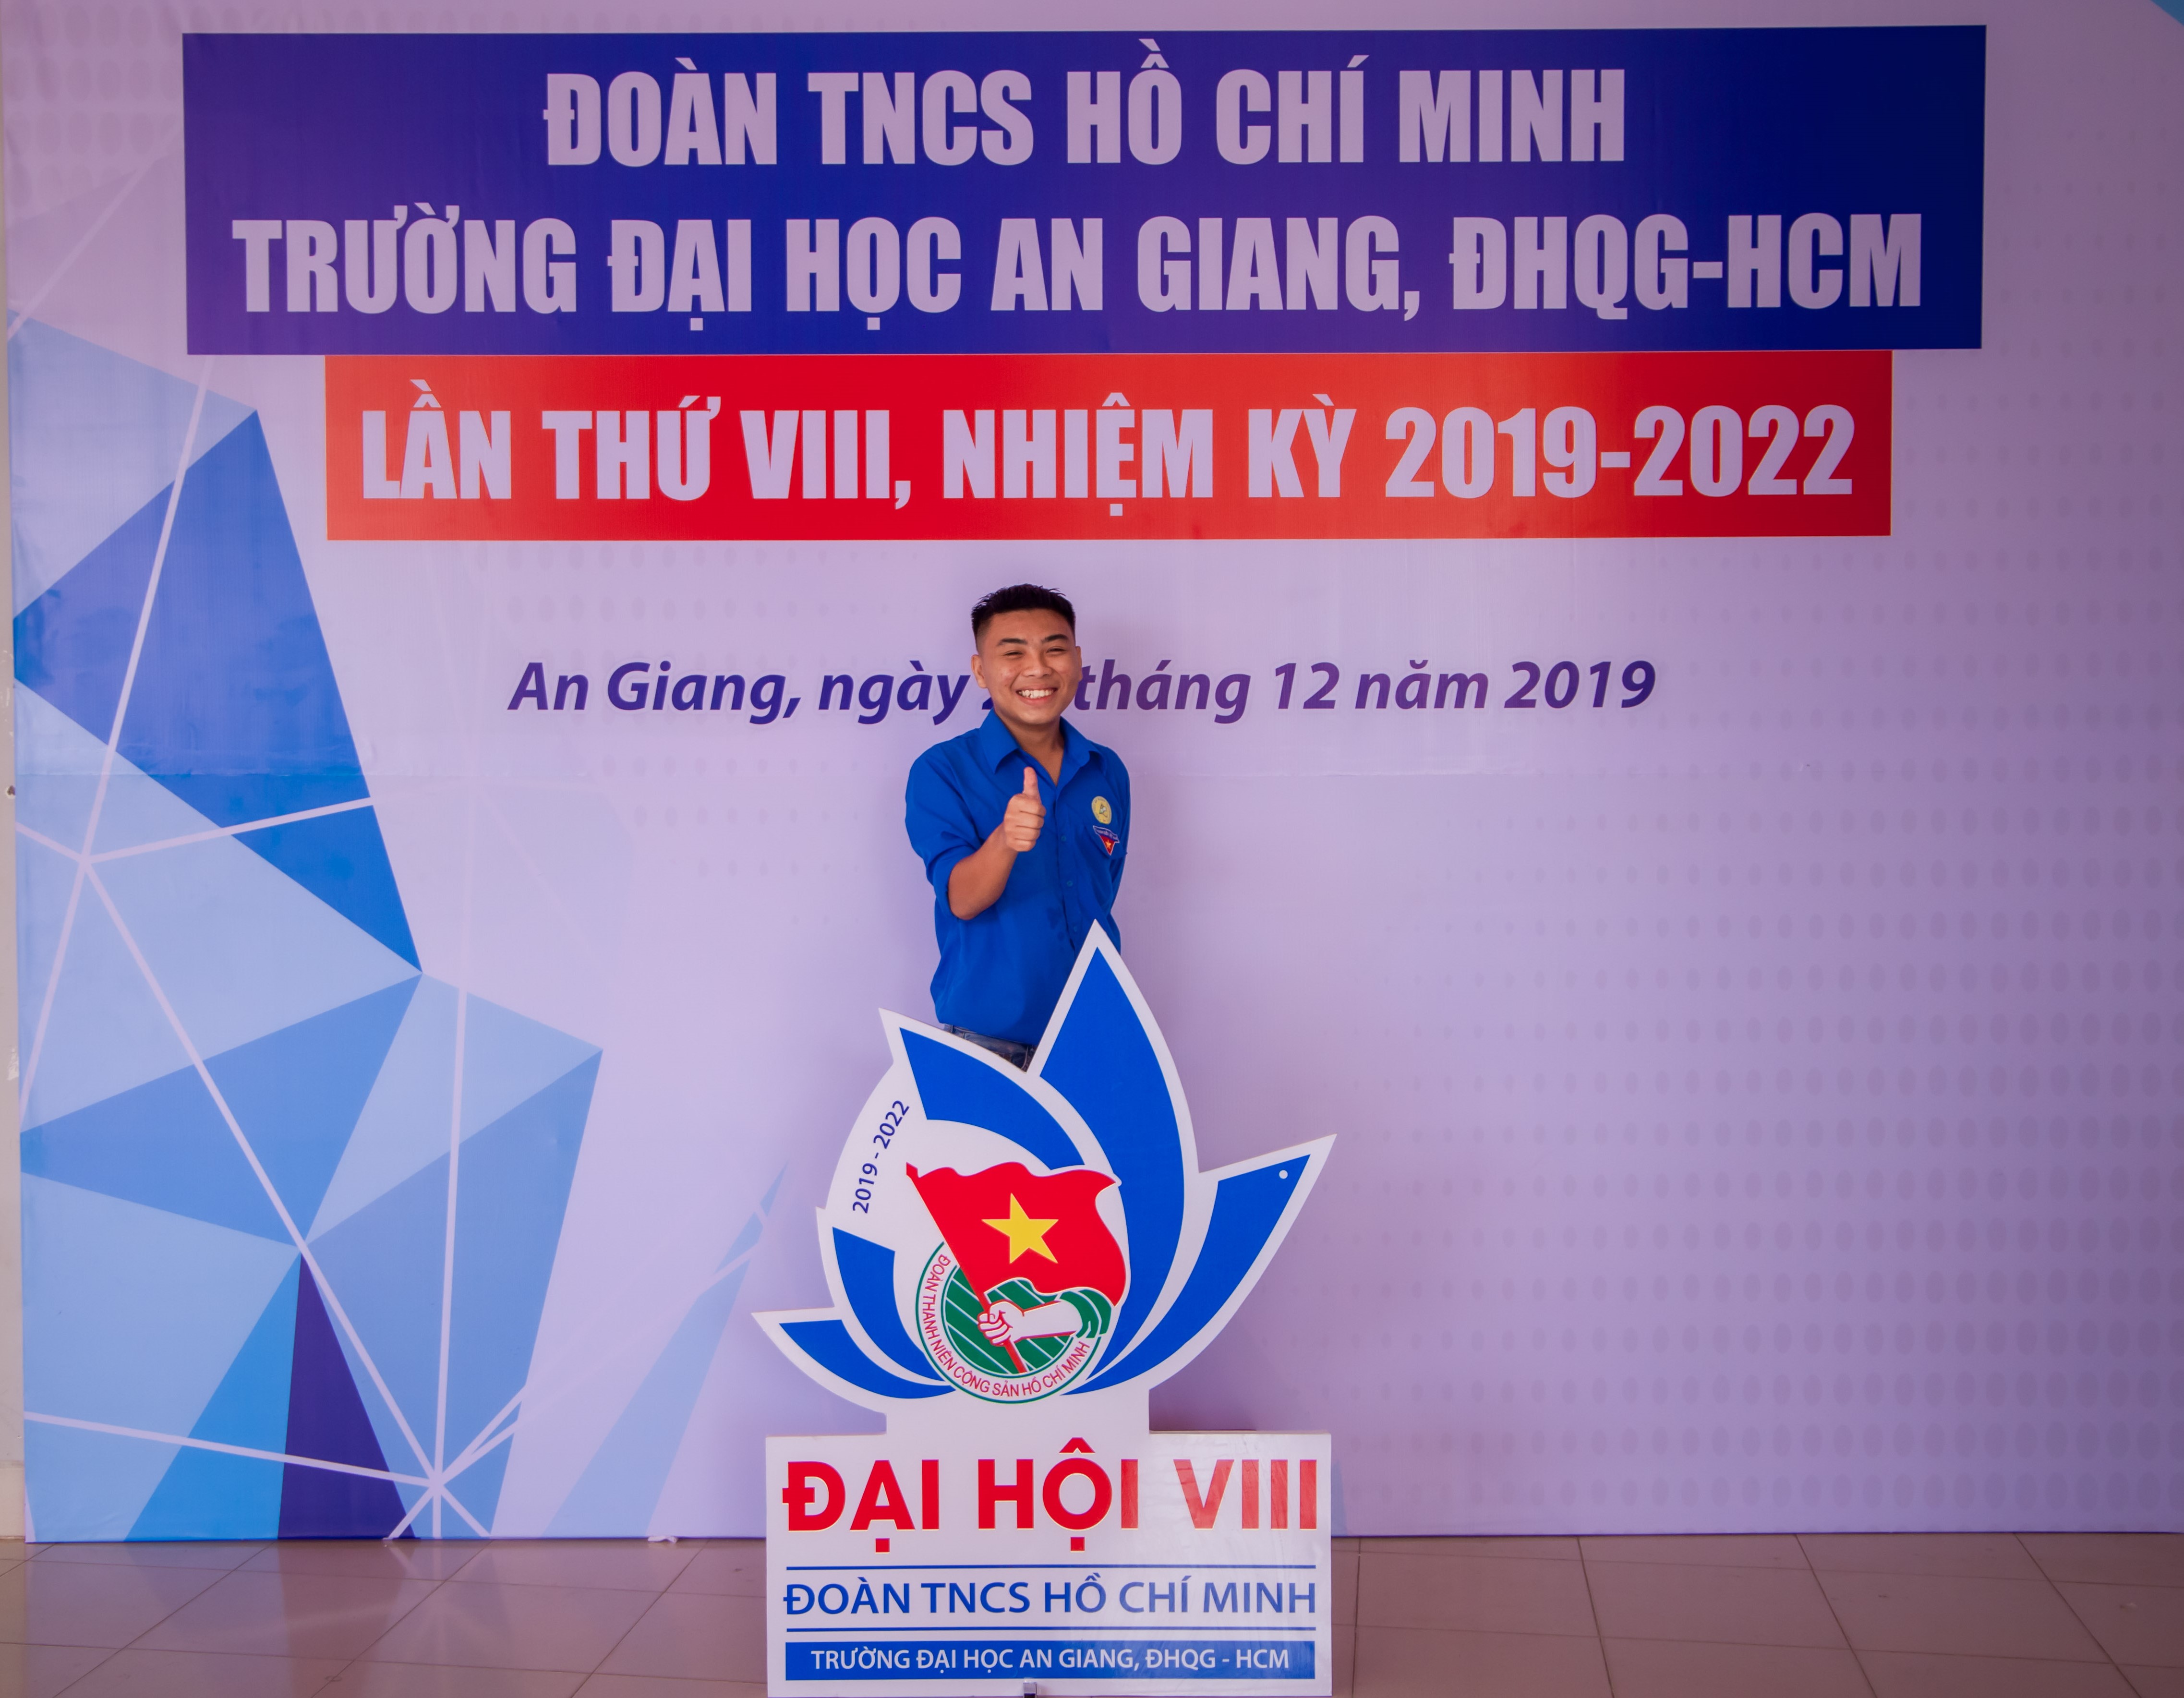 ĐOÀN TNCS HỒ CHÍ MINH
TRƯỜNG ĐẠI HỌC AN GIANG, ĐHQG-HCM
LẦN THỨ VIII, NHIỆM KỲ 2019-2022
An Giang, ngày tháng 12 năm 2019
2019 - 2022
ĐOÀN THANH NIÊN CỘNG SẢN HỒ CHÍ MINH
ĐẠI HỘI VIII
ĐOÀN TNCS HỒ CHÍ MINH
TRƯỜNG ĐẠI HỌC AN GIANG, ĐHQG - HCM